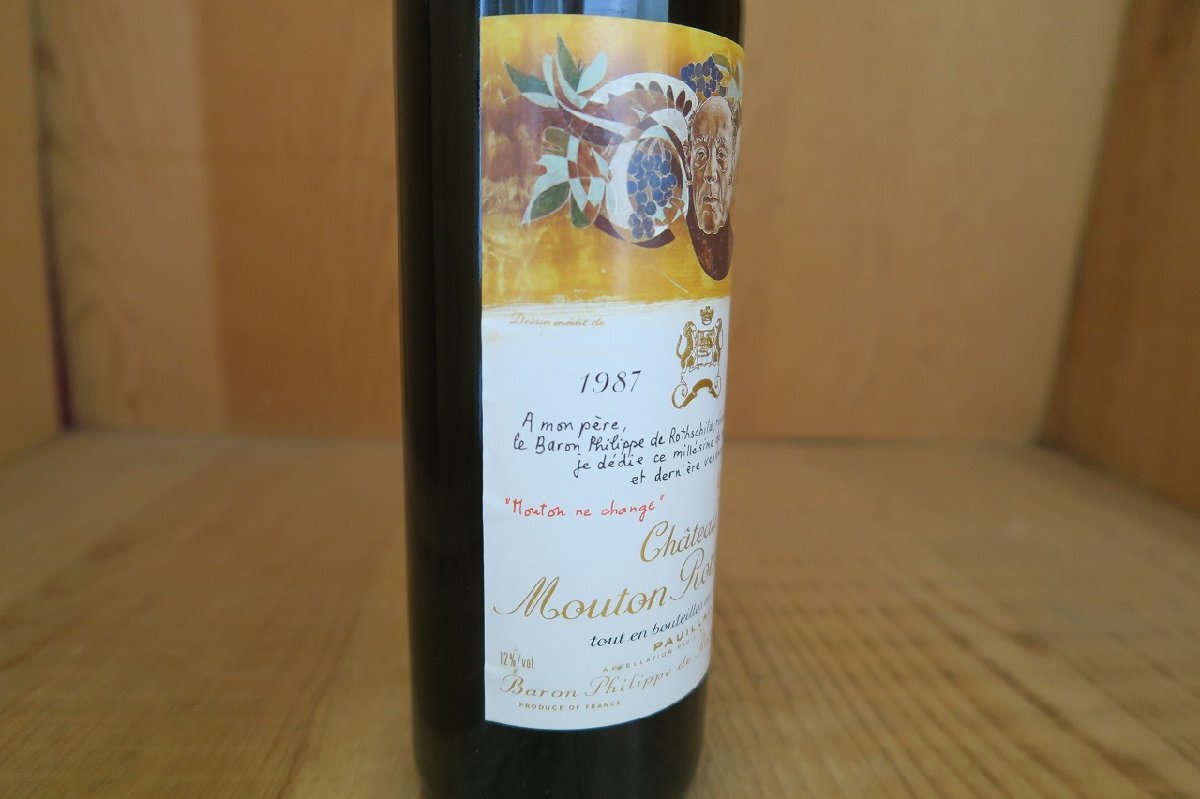 Dessin inédit de
1987
A mon père,
le Baron Philippe de Rothschild,
je dédie ce millésime
et dernière
"Mouton ne change"
Château
Mouton
tout en bouteilles
PAUILLAC
APPELLATION
12%/vol
Baron Philippe de
PRODUCE OF FRANCE